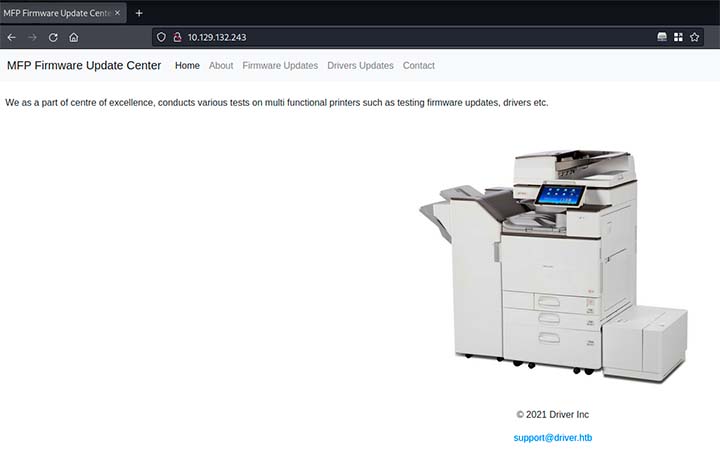 MFP Firmware Update Cente
10.129.132.243
MFP Firmware Update Center Home About Firmware Updates Drivers Updates Contact
We as a part of centre of excellence, conducts various tests on multi functional printers such as testing firmware updates, drivers etc.
© 2021 Driver Inc
support@driver.htb